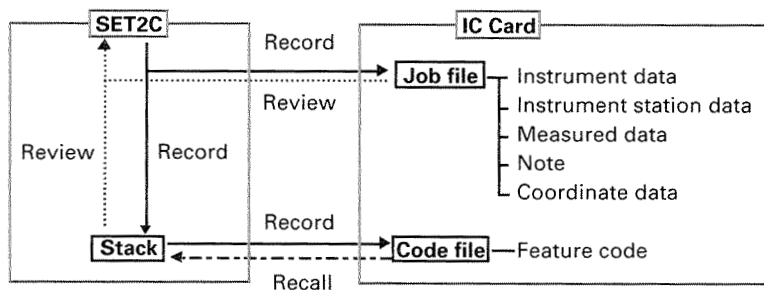 SET2C
IC Card
Record
Job file
Instrument data
Review
Instrument station data
Measured data
Review
Record
Note
Coordinate data
Record
Stack
Code file
Feature code
Recall